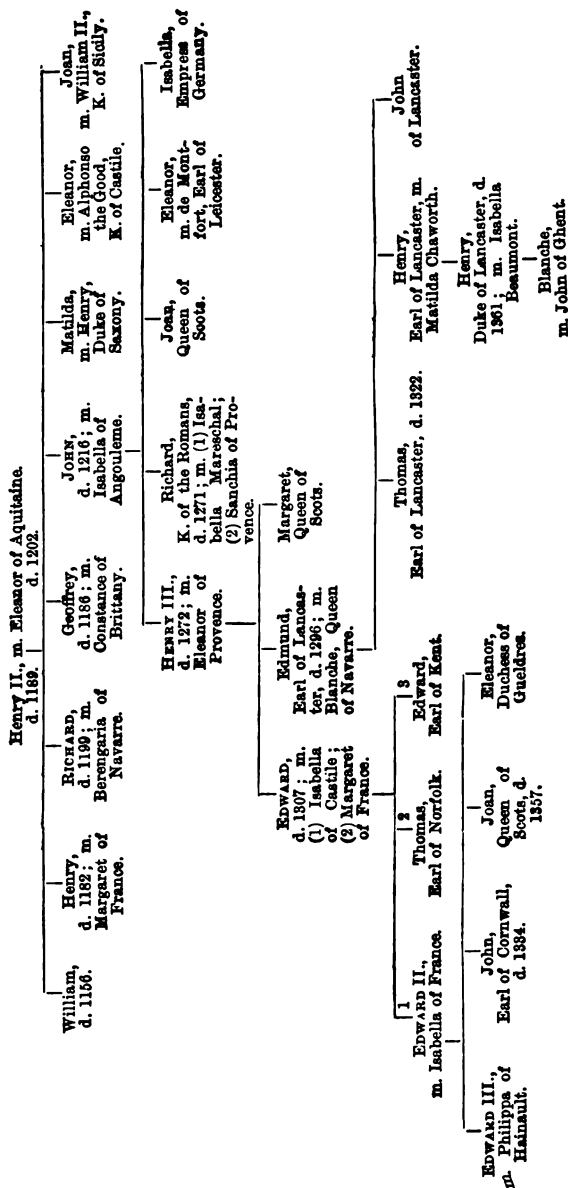 Henry II., m. Eleanor of Aquitaine.
d. 1189. d. 1202.
William,
d. 1156.
Henry,
d. 1182; m.
Margaret of
France.
RICHARD,
d. 1199; m.
Berengaria of
Navarre.
Geoffrey,
d. 1186; m.
Constance of
Brittany.
JOHN,
d. 1216; m.
Isabella of
Angouleme.
Matilda,
m. Henry,
Duke of
Saxony.
Eleanor,
m. Alphonso
the Good,
K. of Castile.
Joan,
m. William II.,
K. of Sicily.
HENRY III.,
d. 1272; m.
Eleanor of
Provence.
Richard,
K. of the Romans,
d. 1271; m. (1) Isa-
bella Mareschal;
(2) Sanchia of Pro-
vence.
Joan,
Queen of
Scots.
Eleanor,
m. de Mont-
fort, Earl of
Leicester.
Isabella,
Empress of
Germany.
EDWARD,
d. 1307; m.
(1) Isabella
of Castile;
(2) Margaret
of France.
Edmund,
Earl of Lancas-
ter, d. 1296; m.
Blanche, Queen
of Navarre.
Margaret,
Queen of
Scots.
1
EDWARD II.,
m. Isabella of France.
2
Thomas,
Earl of Norfolk.
3
Edward,
Earl of Kent.
Thomas,
Earl of Lancaster, d. 1322.
Henry,
Earl of Lancaster, m.
Matilda Chaworth.
John
of Lancaster.
Henry,
Duke of Lancaster, d.
1361; m. Isabella
Beaumont.
Blanche,
m. John of Ghent.
EDWARD III.,
m. Philippa of
Hainault.
John,
Earl of Cornwall,
d. 1334.
Joan,
Queen of
Scots, d.
1357.
Eleanor,
Duchess of
Gueldres.